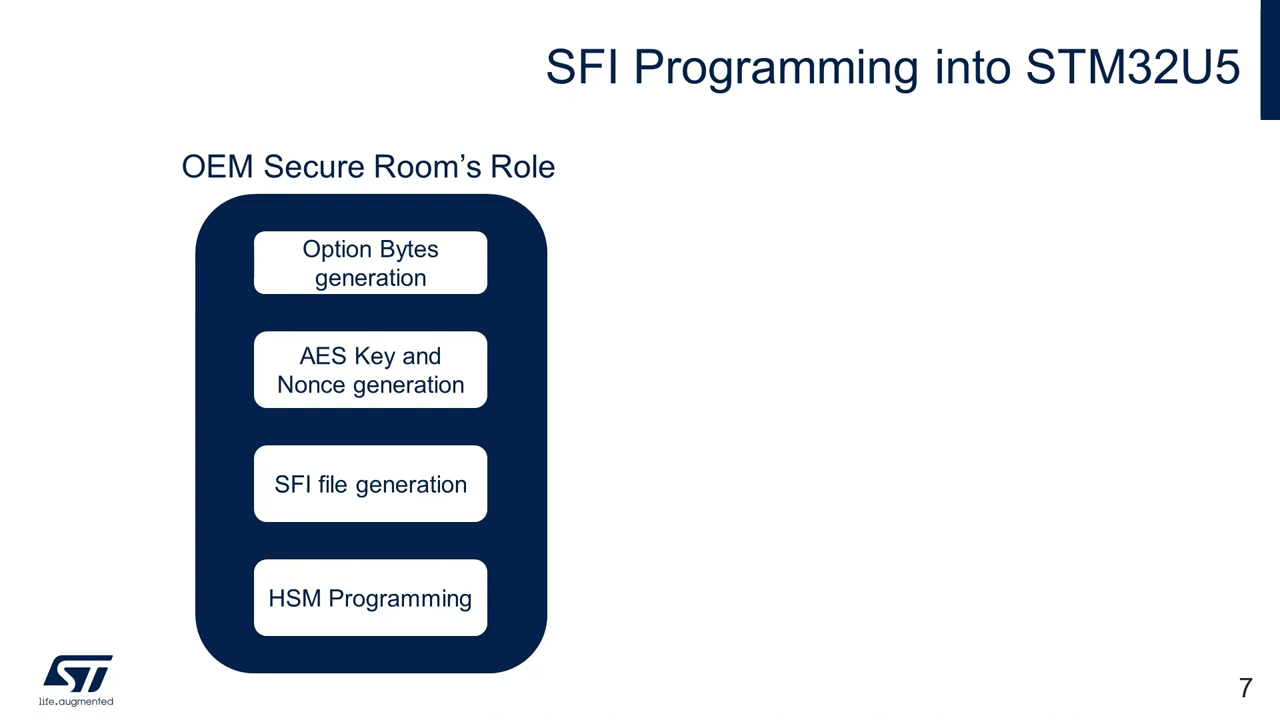 SFI Programming into STM32U5
OEM Secure Room’s Role
Option Bytes
generation
AES Key and
Nonce generation
SFI file generation
HSM Programming
ST
life.augmented
7